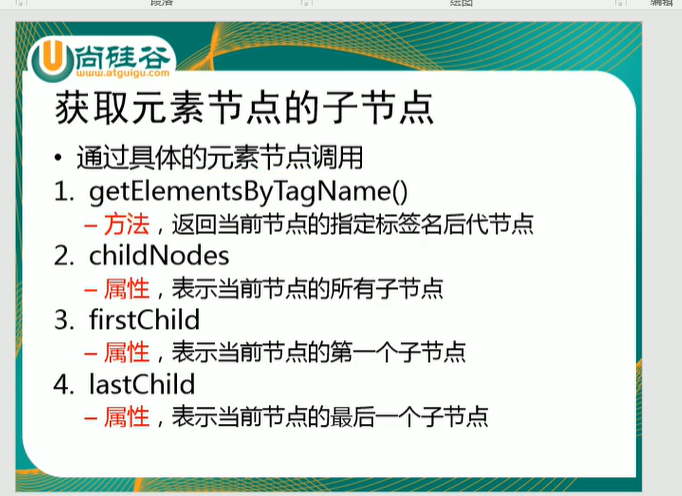 段落
绘图
编辑
尚硅谷
www.atguigu.com
获取元素节点的子节点
• 通过具体的元素节点调用
1. getElementsByTagName()
– 方法，返回当前节点的指定标签名后代节点
2. childNodes
– 属性，表示当前节点的所有子节点
3. firstChild
– 属性，表示当前节点的第一个子节点
4. lastChild
– 属性，表示当前节点的最后一个子节点